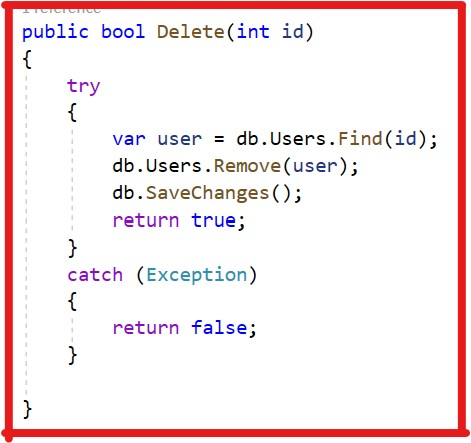 1 reference
public bool Delete(int id)
{
try
{
var user = db.Users.Find(id);
db.Users.Remove(user);
db.SaveChanges();
return true;
}
catch (Exception)
{
return false;
}
}